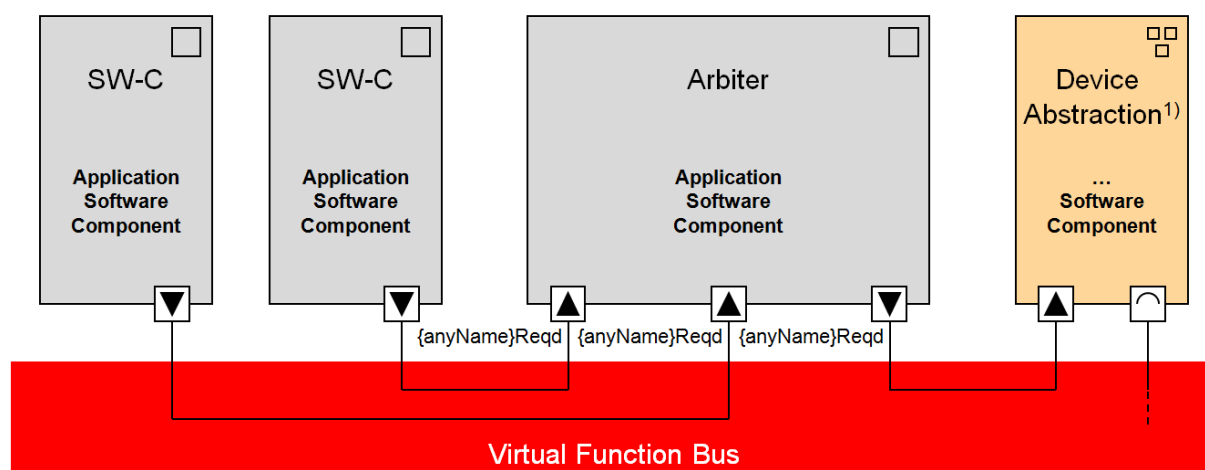 SW-C
Application
Software
Component
SW-C
Application
Software
Component
Arbiter
Application
Software
Component
Device
Abstraction¹⁾
...
Software
Component
{anyName}Reqd
{anyName}Reqd
{anyName}Reqd
Virtual Function Bus